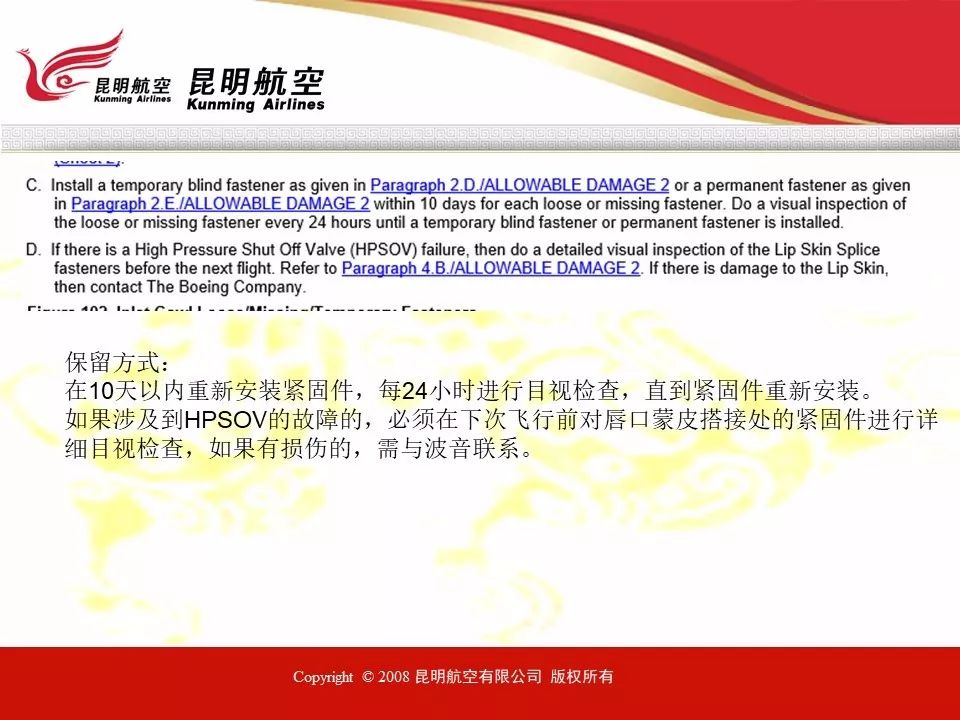 昆明航空
Kunming Airlines
昆明航空
Kunming Airlines
C. Install a temporary blind fastener as given in Paragraph 2.D./ALLOWABLE DAMAGE 2 or a permanent fastener as given
in Paragraph 2.E./ALLOWABLE DAMAGE 2 within 10 days for each loose or missing fastener. Do a visual inspection of
the loose or missing fastener every 24 hours until a temporary blind fastener or permanent fastener is installed.
D. If there is a High Pressure Shut Off Valve (HPSOV) failure, then do a detailed visual inspection of the Lip Skin Splice
fasteners before the next flight. Refer to Paragraph 4.B./ALLOWABLE DAMAGE 2. If there is damage to the Lip Skin,
then contact The Boeing Company.
保留方式：
在10天以内重新安装紧固件，每24小时进行目视检查，直到紧固件重新安装。
如果涉及到HPSOV的故障的，必须在下次飞行前对唇口蒙皮搭接处的紧固件进行详
细目视检查，如果有损伤的，需与波音联系。
Copyright © 2008 昆明航空有限公司 版权所有